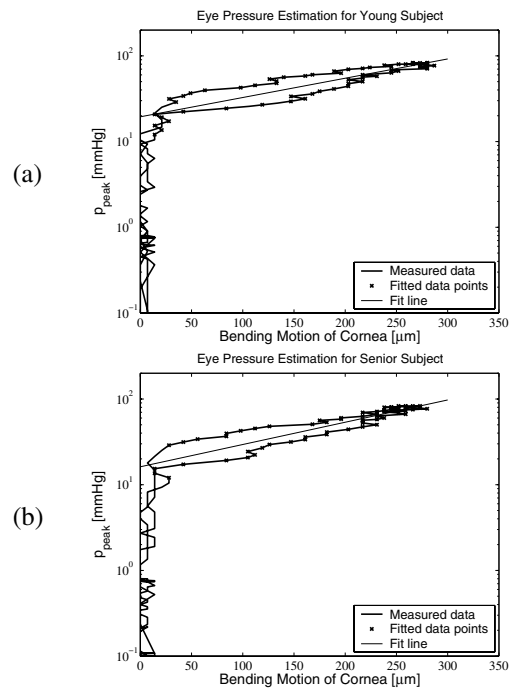 (a)
Eye Pressure Estimation for Young Subject
p_peak [mmHg]
10^2
10^1
10^0
10^-1
0 50 100 150 200 250 300 350
Bending Motion of Cornea [μm]
Measured data
Fitted data points
Fit line
(b)
Eye Pressure Estimation for Senior Subject
p_peak [mmHg]
10^2
10^1
10^0
10^-1
0 50 100 150 200 250 300 350
Bending Motion of Cornea [μm]
Measured data
Fitted data points
Fit line